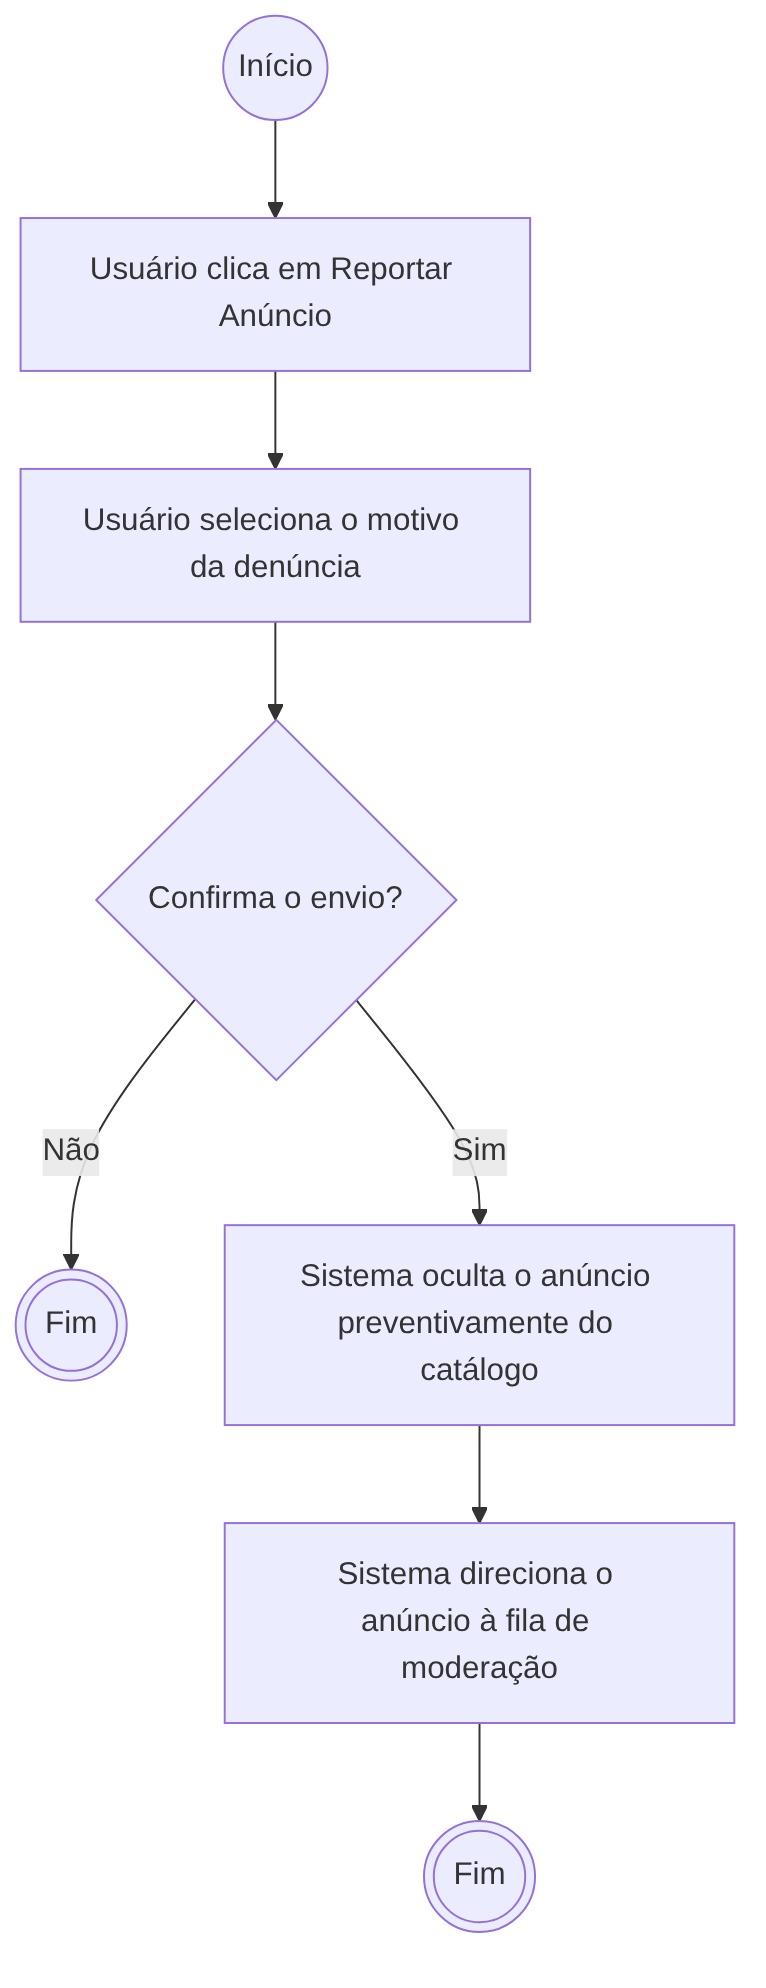 Início
Usuário clica em Reportar
Anúncio
Usuário seleciona o motivo
da denúncia
Confirma o envio?
Não
Sim
Fim
Sistema oculta o anúncio
preventivamente do
catálogo
Sistema direciona o
anúncio à fila de
moderação
Fim